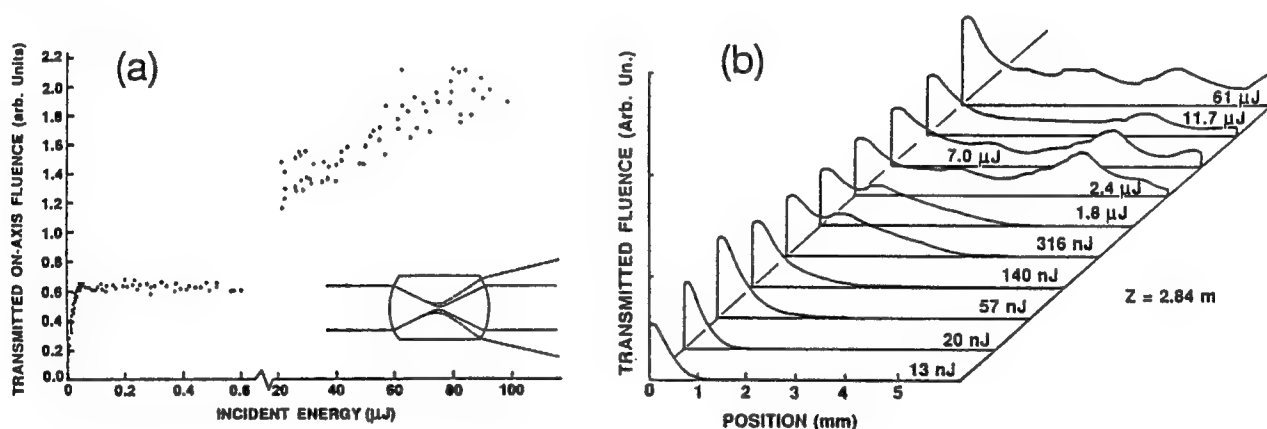 (a)
TRANSMITTED ON-AXIS FLUENCE (arb. Units)
2.2
2.0
1.8
1.6
1.4
1.2
1.0
0.8
0.6
0.4
0.2
0.0
0 0.2 0.4 0.6 20 40 60 80 100
INCIDENT ENERGY (μJ)
(b)
TRANSMITTED FLUENCE (Arb. Un.)
61 μJ
11.7 μJ
7.0 μJ
2.4 μJ
1.8 μJ
316 nJ
140 nJ
57 nJ
20 nJ
13 nJ
Z = 2.84 m
0 1 2 3 4 5
POSITION (mm)